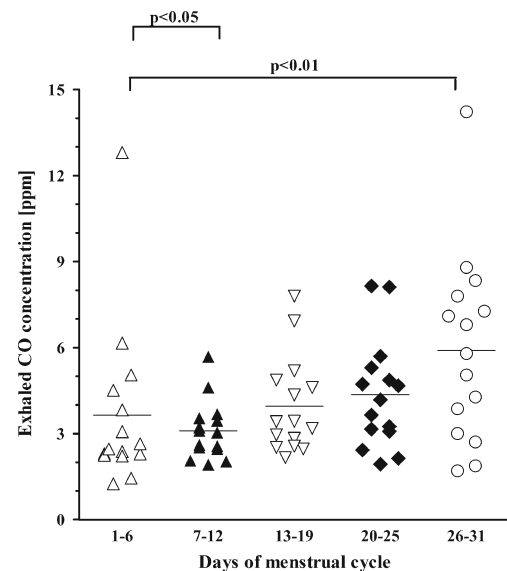 p<0.05
p<0.01
15
12
9
6
3
0
Exhaled CO concentration [ppm]
1-6 7-12 13-19 20-25 26-31
Days of menstrual cycle